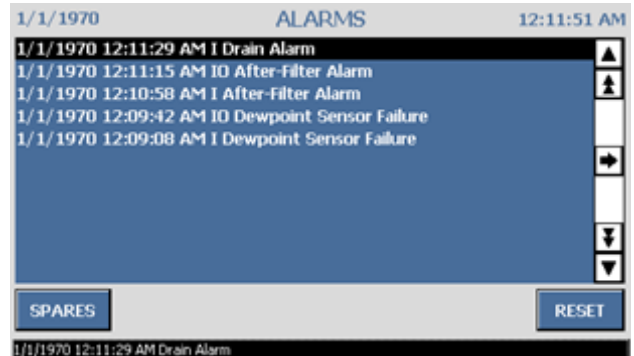 1/1/1970 ALARMS 12:11:51 AM
1/1/1970 12:11:29 AM I Drain Alarm
1/1/1970 12:11:15 AM IO After-Filter Alarm
1/1/1970 12:10:58 AM I After-Filter Alarm
1/1/1970 12:09:42 AM IO Dewpoint Sensor Failure
1/1/1970 12:09:08 AM I Dewpoint Sensor Failure
SPARES RESET
1/1/1970 12:11:29 AM Drain Alarm